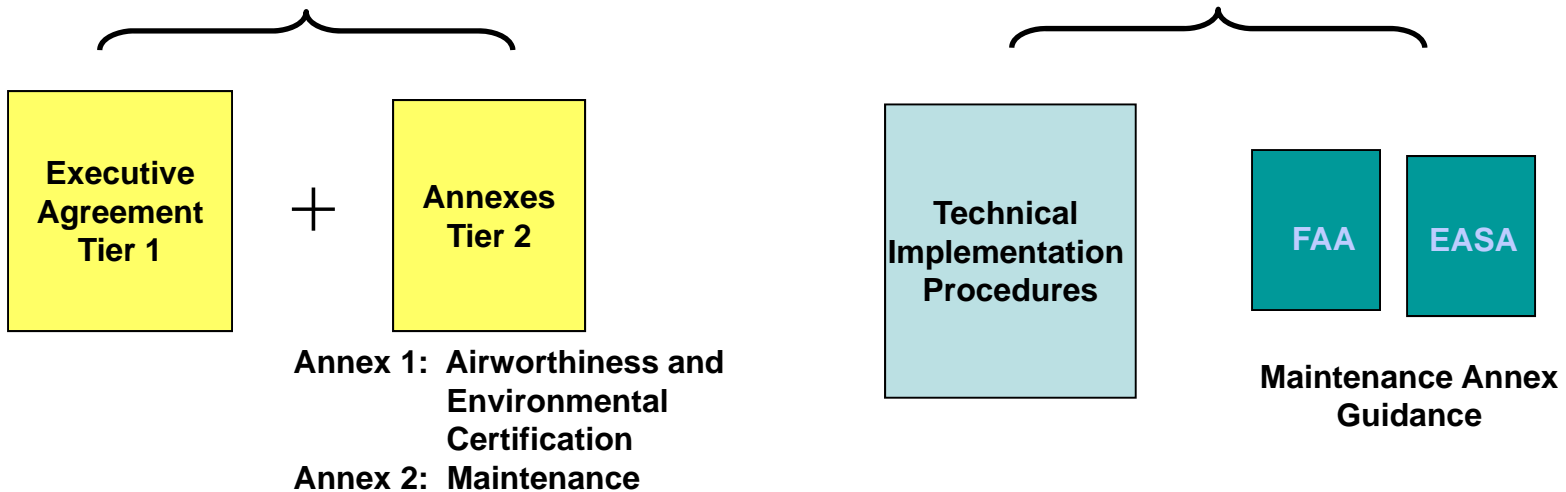 Executive
Agreement
Tier 1
+
Annexes
Tier 2
Annex 1: Airworthiness and
Environmental
Certification
Annex 2: Maintenance
Technical
Implementation
Procedures
FAA
EASA
Maintenance Annex
Guidance